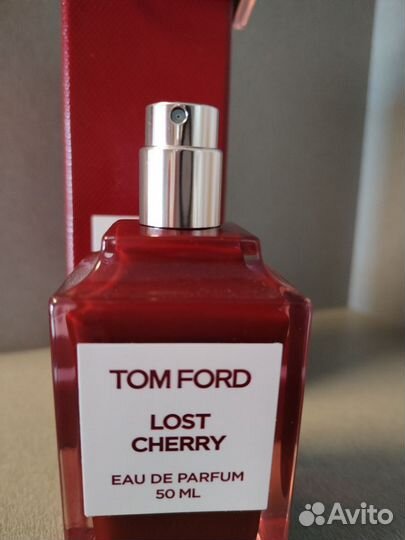 TOM FORD
LOST
CHERRY
EAU DE PARFUM
50 ML
Avito